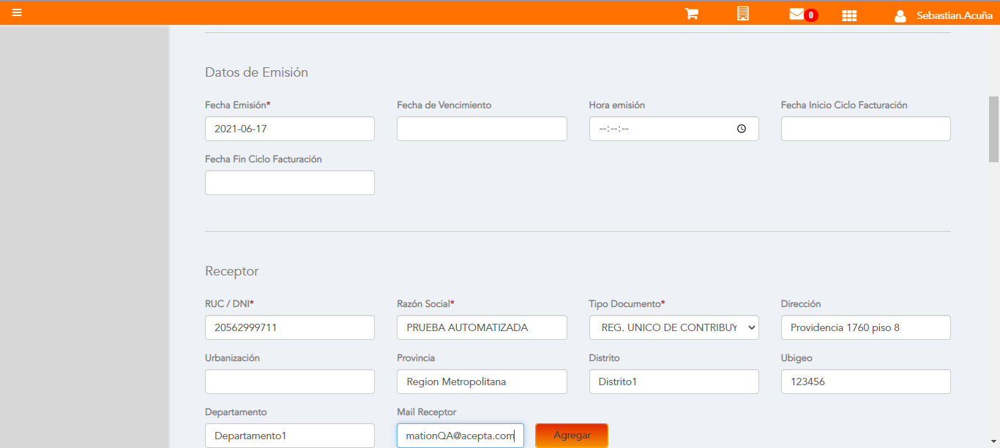 0
Sebastian.Acuña
Datos de Emisión
Fecha Emisión* Fecha de Vencimiento Hora emisión Fecha Inicio Ciclo Facturación
2021-06-17 --:--:--
Fecha Fin Ciclo Facturación
Receptor
RUC / DNI* Razón Social* Tipo Documento* Dirección
20562999711 PRUEBA AUTOMATIZADA REG. UNICO DE CONTRIBUY Providencia 1760 piso 8
Urbanización Provincia Distrito Ubigeo
Region Metropolitana Distrito1 123456
Departamento Mail Receptor
Departamento1 mationQA@acepta.com Agregar